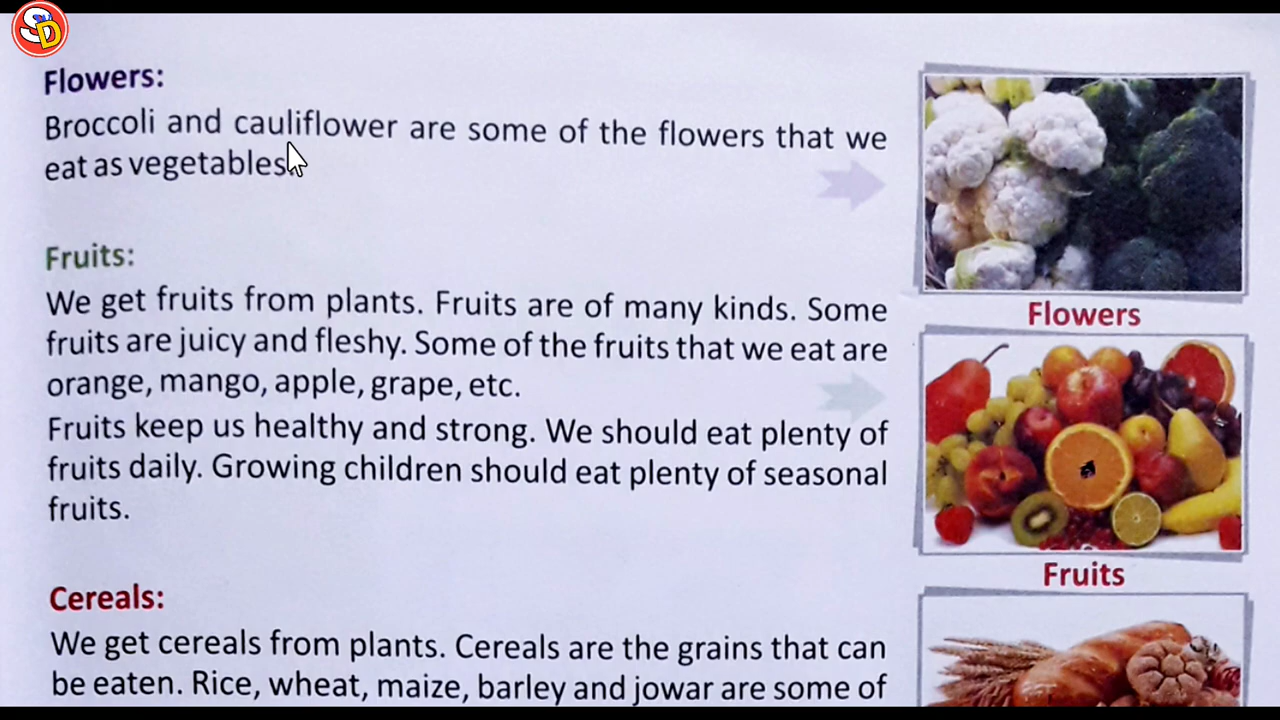 SD
Flowers:
Broccoli and cauliflower are some of the flowers that we
eat as vegetables.
Flowers
Fruits:
We get fruits from plants. Fruits are of many kinds. Some
fruits are juicy and fleshy. Some of the fruits that we eat are
orange, mango, apple, grape, etc.
Fruits keep us healthy and strong. We should eat plenty of
fruits daily. Growing children should eat plenty of seasonal
fruits.
Fruits
Cereals:
We get cereals from plants. Cereals are the grains that can
be eaten. Rice, wheat, maize, barley and jowar are some of